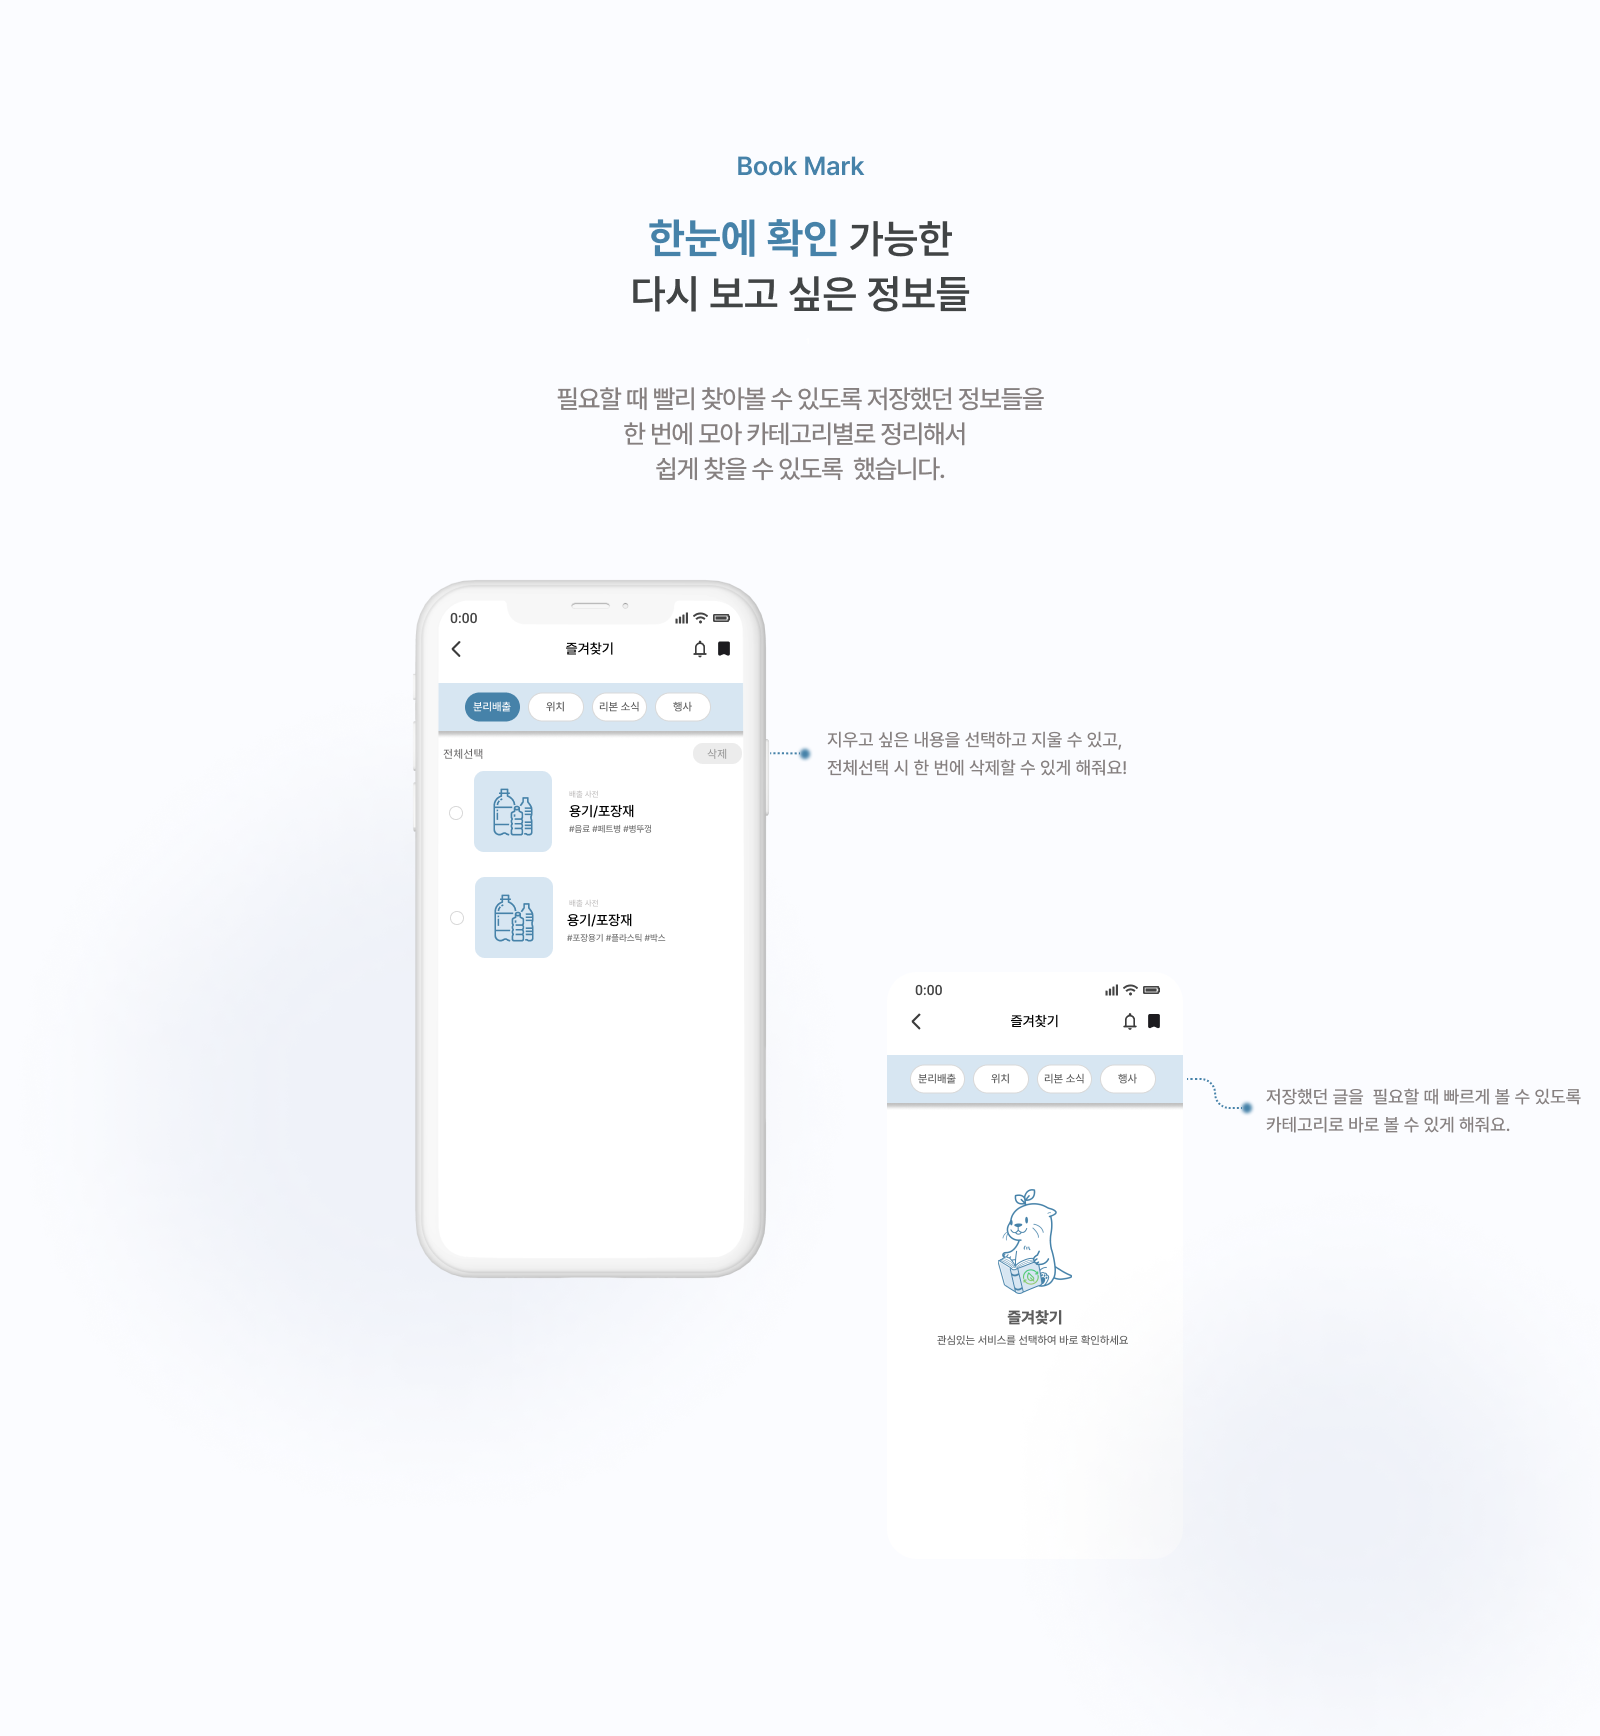 Book Mark
한눈에 확인 가능한
다시 보고 싶은 정보들
필요할 때 빨리 찾아볼 수 있도록 저장했던 정보들을
한 번에 모아 카테고리별로 정리해서
쉽게 찾을 수 있도록 했습니다.
0:00
즐겨찾기
분리배출 위치 리본 소식 행사
전체선택 삭제
배출 사전
용기/포장재
#음료 #페트병 #병뚜껑
배출 사전
용기/포장재
#포장용기 #플라스틱 #박스
지우고 싶은 내용을 선택하고 지울 수 있고,
전체선택 시 한 번에 삭제할 수 있게 해줘요!
0:00
즐겨찾기
분리배출 위치 리본 소식 행사
즐겨찾기
관심있는 서비스를 선택하여 바로 확인하세요
저장했던 글을 필요할 때 빠르게 볼 수 있도록
카테고리로 바로 볼 수 있게 해줘요.